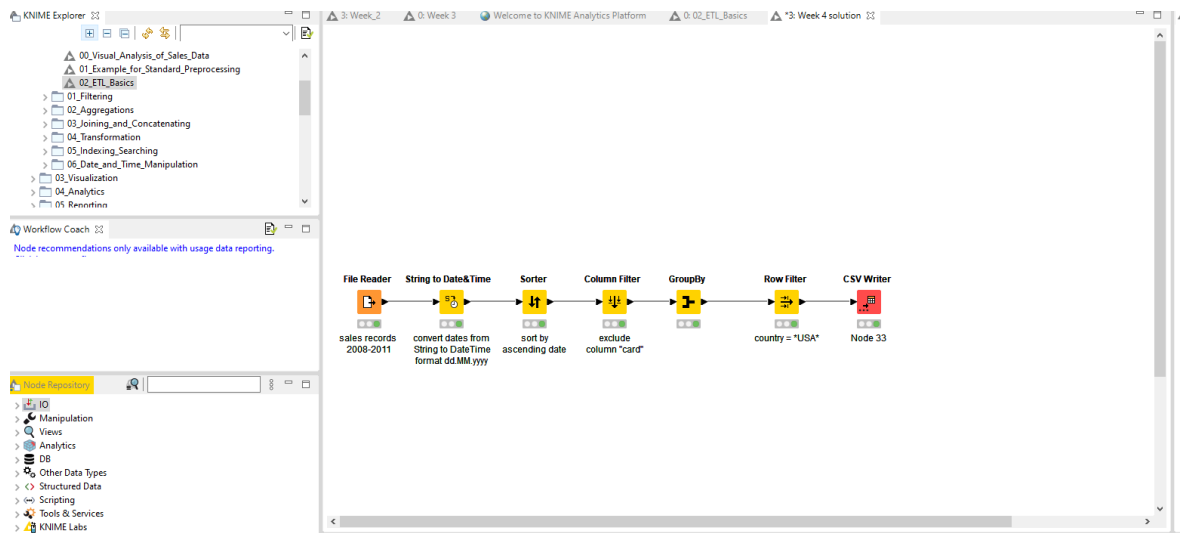 KNIME Explorer
00_Visual_Analysis_of_Sales_Data
01_Example_for_Standard_Preprocessing
02_ETL_Basics
01_Filtering
02_Aggregations
03_Joining_and_Concatenating
04_Transformation
05_Indexing_Searching
06_Date_and_Time_Manipulation
03_Visualization
04_Analytics
05_Reporting
Workflow Coach
Node recommendations only available with usage data reporting.
Node Repository
IO
Manipulation
Views
Analytics
DB
Other Data Types
Structured Data
Scripting
Tools & Services
KNIME Labs
3: Week_2
0: Week 3
Welcome to KNIME Analytics Platform
0: 02_ETL_Basics
*3: Week 4 solution
File Reader
sales records
2008-2011
String to Date&Time
convert dates from
String to DateTime
format dd.MM.yyyy
Sorter
sort by
ascending date
Column Filter
exclude
column "card"
GroupBy
Row Filter
country = "USA"
CSV Writer
Node 33